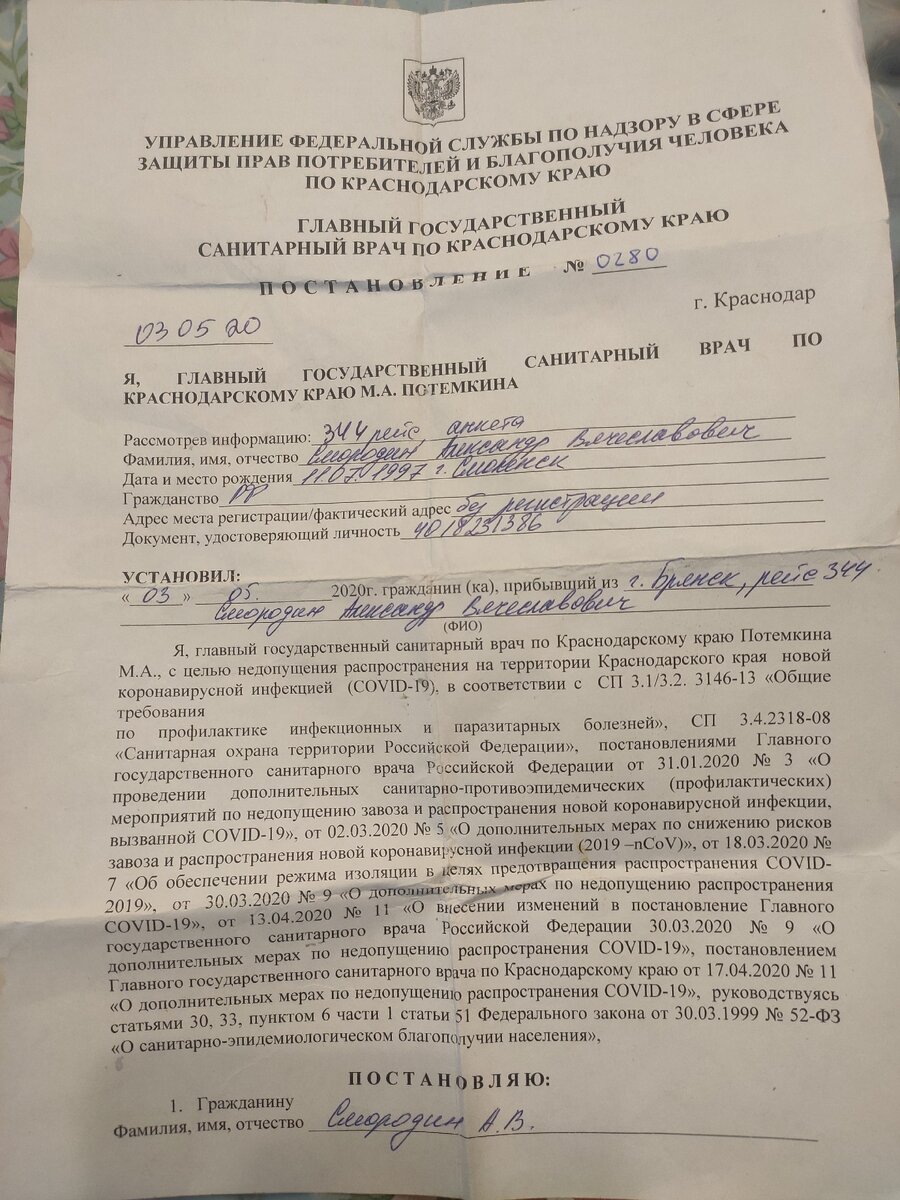 УПРАВЛЕНИЕ ФЕДЕРАЛЬНОЙ СЛУЖБЫ ПО НАДЗОРУ В СФЕРЕ
ЗАЩИТЫ ПРАВ ПОТРЕБИТЕЛЕЙ И БЛАГОПОЛУЧИЯ ЧЕЛОВЕКА
ПО КРАСНОДАРСКОМУ КРАЮ
ГЛАВНЫЙ ГОСУДАРСТВЕННЫЙ
САНИТАРНЫЙ ВРАЧ ПО КРАСНОДАРСКОМУ КРАЮ
ПОСТАНОВЛЕНИЕ № 0280
г. Краснодар
03 05 20
Я, ГЛАВНЫЙ ГОСУДАРСТВЕННЫЙ САНИТАРНЫЙ ВРАЧ ПО
КРАСНОДАРСКОМУ КРАЮ М.А. ПОТЕМКИНА
Рассмотрев информацию: 344 рейс анкета
Фамилия, имя, отчество Смородин Александр Вячеславович
Дата и место рождения 11.07.1997 г. Смоленск
Гражданство РФ
Адрес места регистрации/фактический адрес без регистрации
Документ, удостоверяющий личность 4018231386
УСТАНОВИЛ:
« 03 » 05. 2020г. гражданин (ка), прибывший из г. Брянск, рейс 344
Смородин Александр Вячеславович
(ФИО)
Я, главный государственный санитарный врач по Краснодарскому краю Потемкина
М.А., с целью недопущения распространения на территории Краснодарского края новой
коронавирусной инфекцией (COVID-19), в соответствии с СП 3.1/3.2. 3146-13 «Общие
требования
по профилактике инфекционных и паразитарных болезней», СП 3.4.2318-08
«Санитарная охрана территории Российской Федерации», постановлениями Главного
государственного санитарного врача Российской Федерации от 31.01.2020 № 3 «О
проведении дополнительных санитарно-противоэпидемических (профилактических)
мероприятий по недопущению завоза и распространения новой коронавирусной инфекции,
вызванной COVID-19», от 02.03.2020 № 5 «О дополнительных мерах по снижению рисков
завоза и распространения новой коронавирусной инфекции (2019 –nCoV)», от 18.03.2020 №
7 «Об обеспечении режима изоляции в целях предотвращения распространения COVID-
2019», от 30.03.2020 № 9 «О дополнительных мерах по недопущению распространения
COVID-19», от 13.04.2020 № 11 «О внесении изменений в постановление Главного
государственного санитарного врача Российской Федерации 30.03.2020 № 9 «О
дополнительных мерах по недопущению распространения COVID-19», постановлением
Главного государственного санитарного врача по Краснодарскому краю от 17.04.2020 № 11
«О дополнительных мерах по недопущению распространения COVID-19», руководствуясь
статьями 30, 33, пунктом 6 части 1 статьи 51 Федерального закона от 30.03.1999 № 52-ФЗ
«О санитарно-эпидемиологическом благополучии населения»,
ПОСТАНОВЛЯЮ:
1. Гражданину
Фамилия, имя, отчество Смородин А.В.